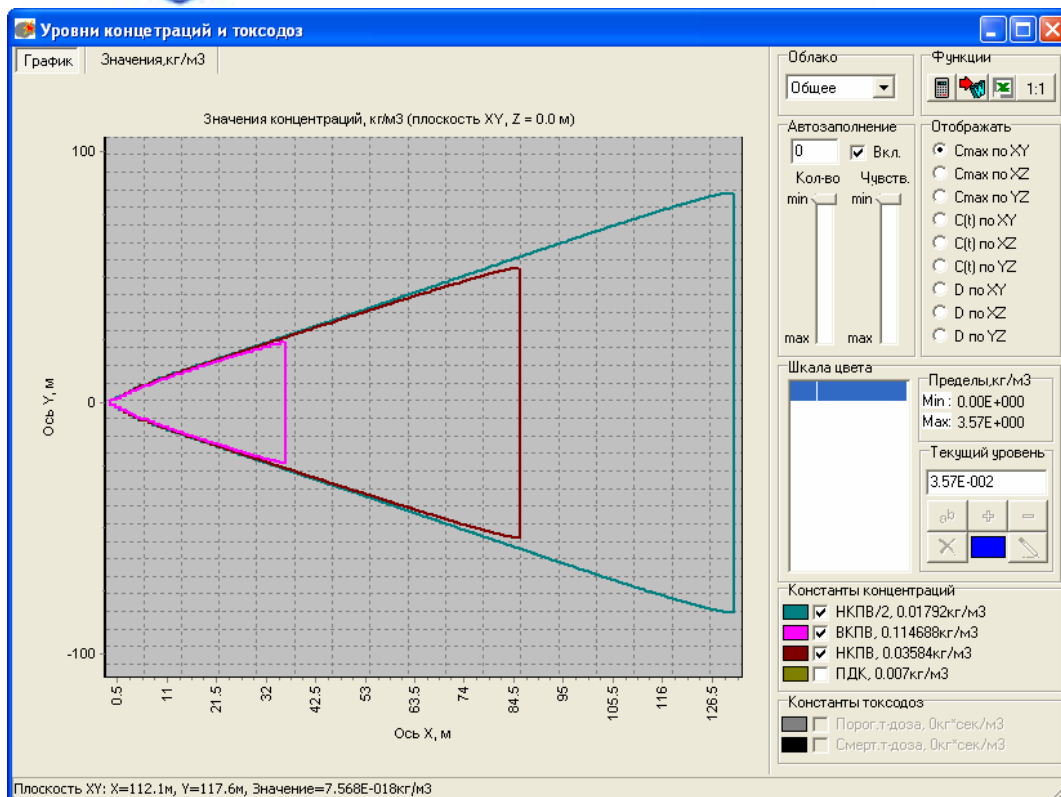 Уровни концетраций и токсодоз
График Значения,кг/м3
Значения концентраций, кг/м3 (плоскость XY, Z = 0.0 м)
100
0
-100
Ось Y, м
0.5 11 21.5 32 42.5 53 63.5 74 84.5 95 105.5 116 126.5
Ось X, м
Облако
Общее
Функции
1:1
Автозаполнение
0 Вкл.
Кол-во Чувств.
min min
max max
Отображать
Cmax по XY
Cmax по XZ
Cmax по YZ
C(t) по XY
C(t) по XZ
C(t) по YZ
D по XY
D по XZ
D по YZ
Шкала цвета
Пределы,кг/м3
Min : 0.00E+000
Max: 3.57E+000
Текущий уровень
3.57E-002
ab
Константы концентраций
НКПВ/2, 0.01792кг/м3
ВКПВ, 0.114688кг/м3
НКПВ, 0.03584кг/м3
ПДК, 0.007кг/м3
Константы токсодоз
Порог.т-доза, 0кг*сек/м3
Смерт.т-доза, 0кг*сек/м3
Плоскость XY: X=112.1м, Y=117.6м, Значение=7.568E-018кг/м3